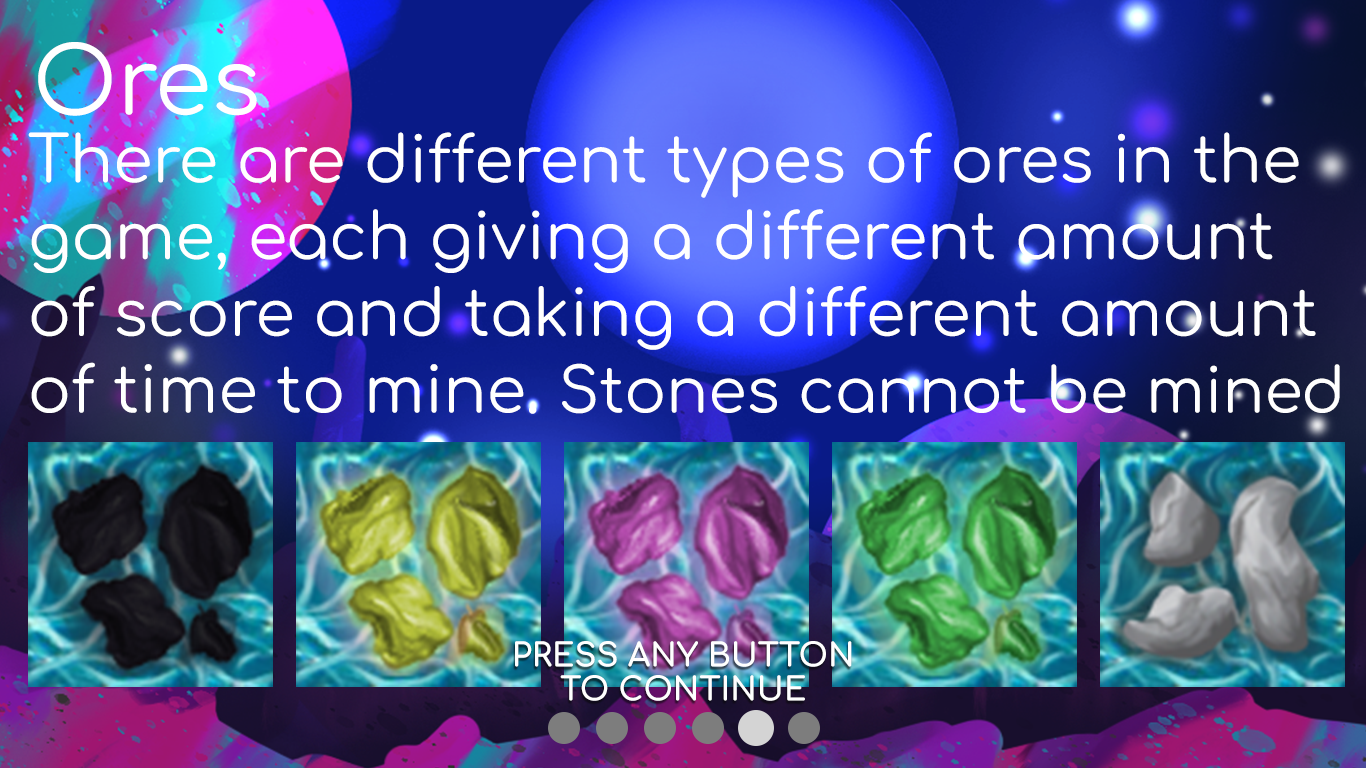 Ores
There are different types of ores in the
game, each giving a different amount
of score and taking a different amount
of time to mine. Stones cannot be mined
PRESS ANY BUTTON
TO CONTINUE